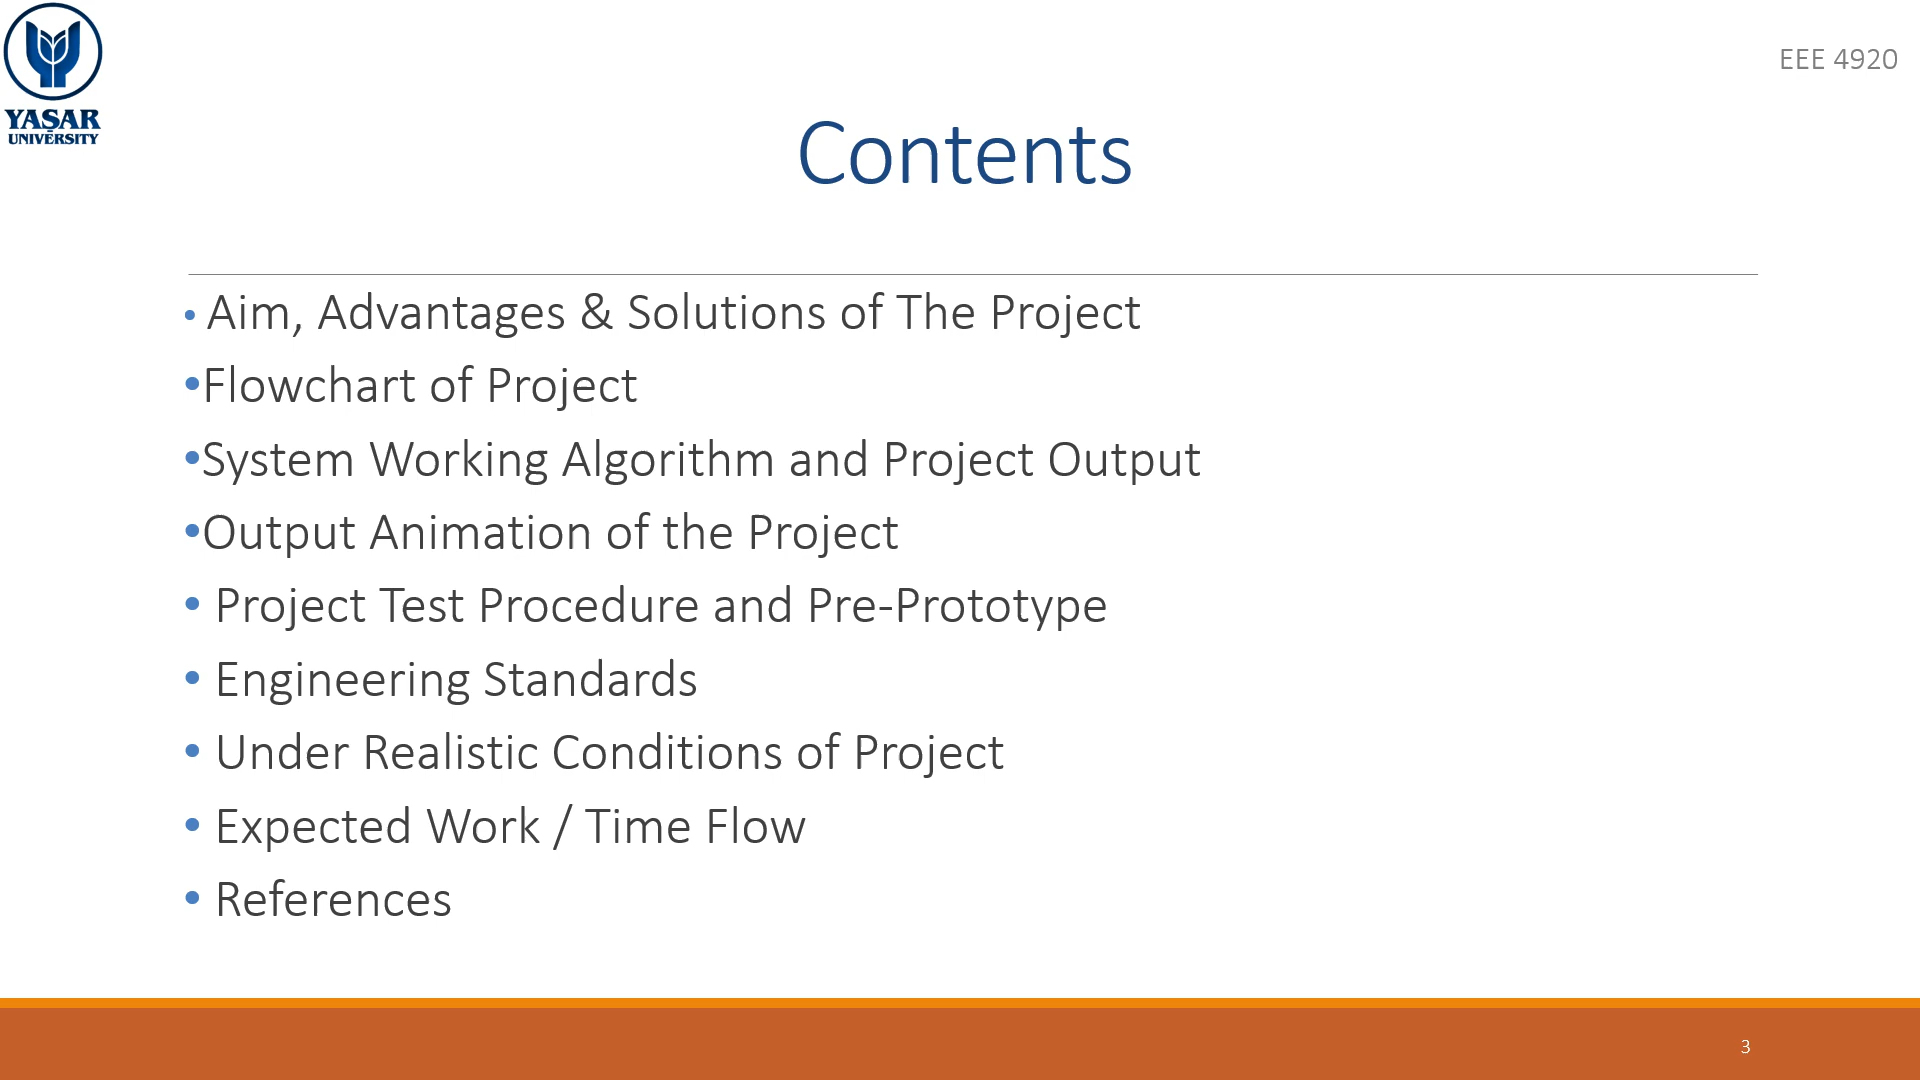 YAŞAR
UNIVERSITY
EEE 4920
Contents
• Aim, Advantages & Solutions of The Project
•Flowchart of Project
•System Working Algorithm and Project Output
•Output Animation of the Project
• Project Test Procedure and Pre-Prototype
• Engineering Standards
• Under Realistic Conditions of Project
• Expected Work / Time Flow
• References
3